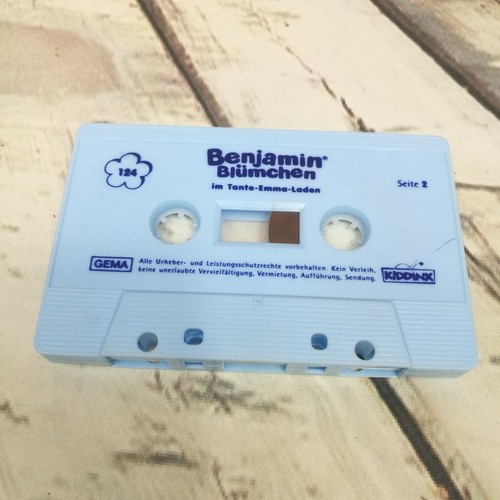 124
Benjamin®
Blümchen
im Tante-Emma-Laden
Seite 2
GEMA
Alle Urheber- und Leistungsschutzrechte vorbehalten. Kein Verleih,
keine unerlaubte Vervielfältigung, Vermietung, Aufführung, Sendung.
KIDDINX